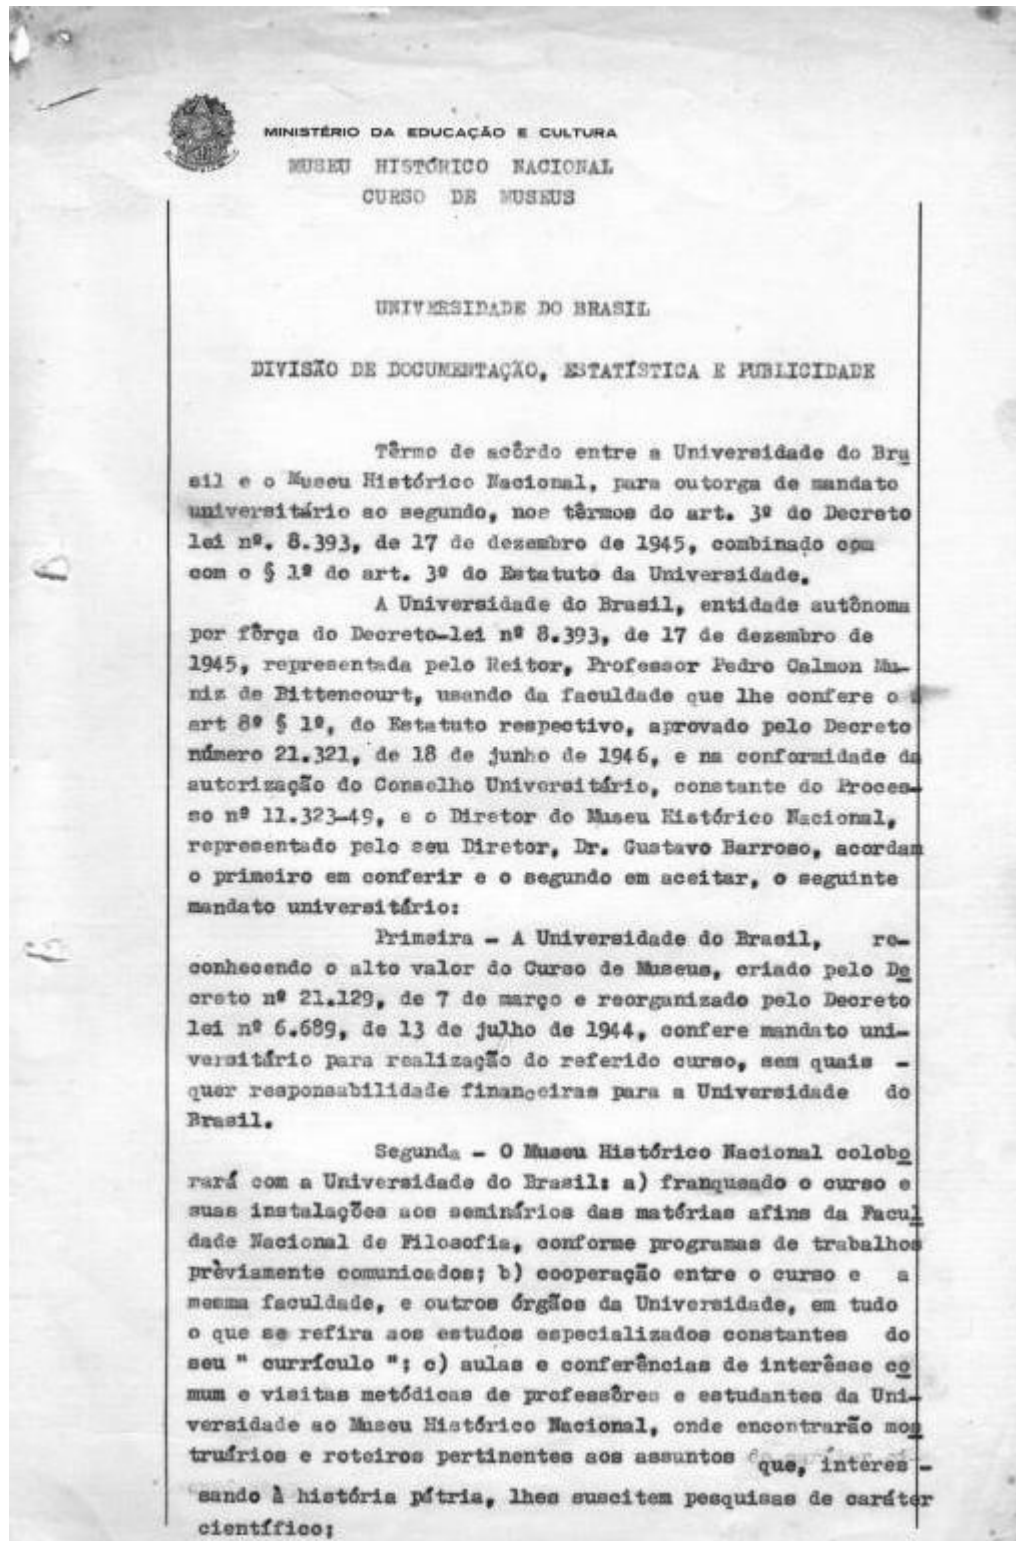 MINISTÉRIO DA EDUCAÇÃO E CULTURA
MUSEU HISTÓRICO NACIONAL
CURSO DE MUSEUS
UNIVERSIDADE DO BRASIL
DIVISÃO DE DOCUMENTAÇÃO, ESTATÍSTICA E PUBLICIDADE
Têrmo de acôrdo entre a Universidade do Bra
sil e o Museu Histórico Nacional, para outorga de mandato
universitário ao segundo, nos têrmos do art. 3º do Decreto
lei nº. 8.393, de 17 de dezembro de 1945, combinado com
com o § 1º do art. 3º do Estatuto da Universidade.
A Universidade do Brasil, entidade autônoma
por fôrça do Decreto-lei nº 8.393, de 17 de dezembro de
1945, representada pelo Reitor, Professor Pedro Calmon Mu-
niz de Bittencourt, usando da faculdade que lhe confere o
art 8º § 1º, do Estatuto respectivo, aprovado pelo Decreto
número 21.321, de 18 de junho de 1946, e na conformidade da
autorização do Conselho Universitário, constante do Proces-
so nº 11.323-49, e o Diretor do Museu Histórico Nacional,
representado pelo seu Diretor, Dr. Gustavo Barroso, acordam
o primeiro em conferir e o segundo em aceitar, o seguinte
mandato universitário:
Primeira - A Universidade do Brasil, re-
conhecendo o alto valor do Curso de Museus, criado pelo De
creto nº 21.129, de 7 de março e reorganizado pelo Decreto
lei nº 6.689, de 13 de julho de 1944, confere mandato uni-
versitário para realização do referido curso, sem quais -
quer responsabilidade financeiras para a Universidade do
Brasil.
Segunda - O Museu Histórico Nacional colobo
rará com a Universidade do Brasil: a) franqueado o curso e
suas instalações aos seminários das matérias afins da Facul
dade Nacional de Filosofia, conforme programas de trabalhos
prèviamente comunicados; b) cooperação entre o curso e a
mesma faculdade, e outros órgãos da Universidade, em tudo
o que se refira aos estudos especializados constantes do
seu " currículo "; c) aulas e conferências de interêsse co
mum e visitas metódicas de professôres e estudantes da Uni-
versidade ao Museu Histórico Nacional, onde encontrarão mos
truários e roteiros pertinentes aos assuntos que, interes -
sando à história pátria, lhes suscitem pesquisas de caráter
científico;